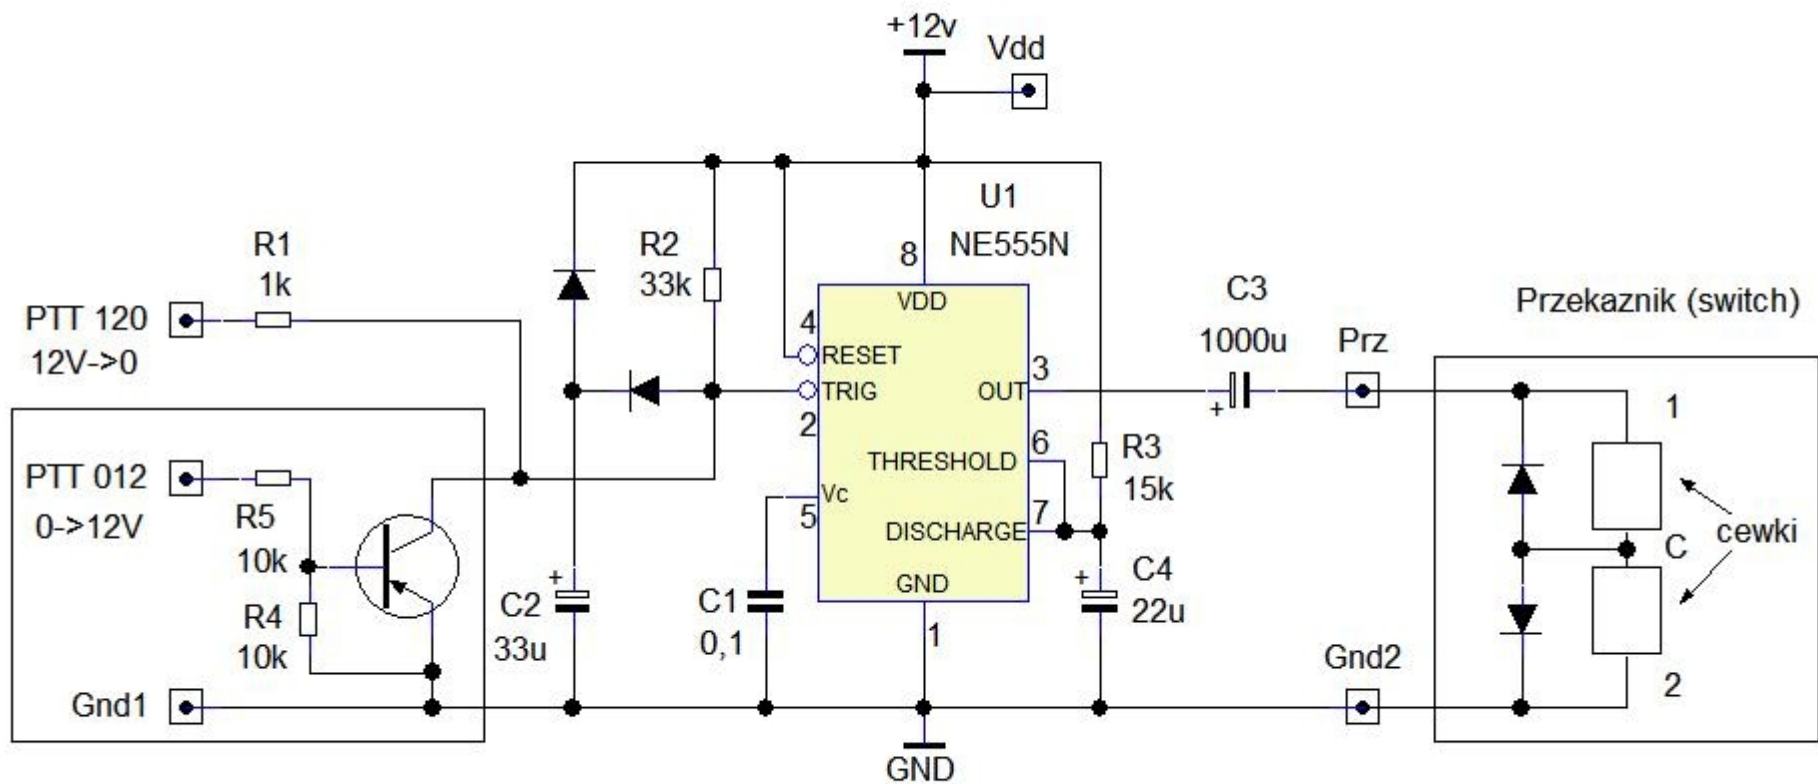 +12v
Vdd
U1
NE555N
R1
1k
R2
33k
8
VDD
PTT 120
12V->0
4
RESET
TRIG
2
OUT
3
C3
1000u
+
Prz
Przekaznik (switch)
1
THRESHOLD
6
R3
15k
PTT 012
0->12V
R5
10k
Vc
5
DISCHARGE
7
C
cewki
R4
10k
+
C2
33u
C1
0,1
GND
1
+
C4
22u
Gnd1
Gnd2
2
GND